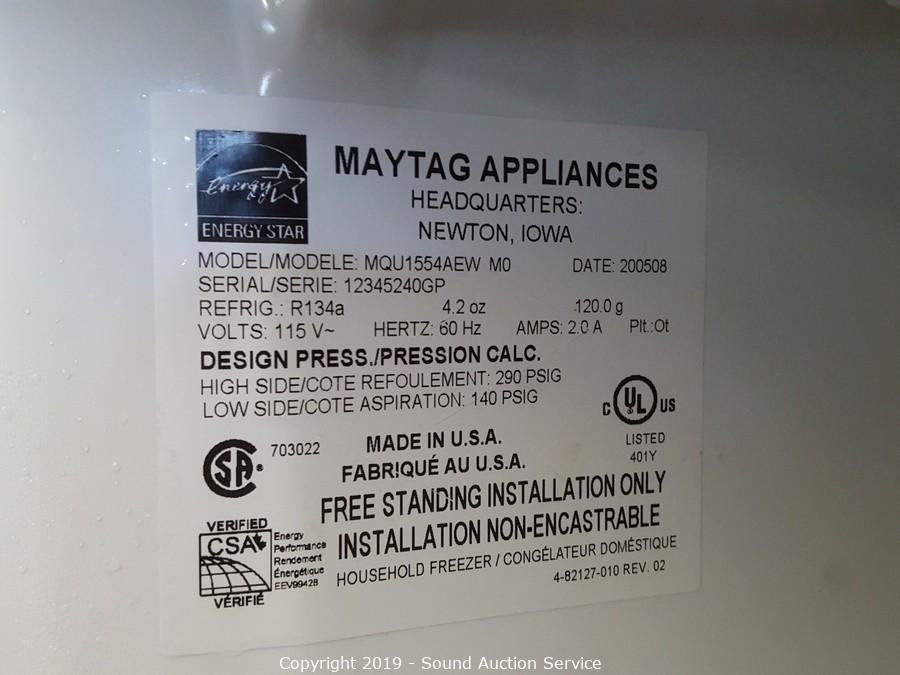 MAYTAG APPLIANCES
HEADQUARTERS:
NEWTON, IOWA
Energy
ENERGY STAR
MODEL/MODELE: MQU1554AEW M0 DATE: 200508
SERIAL/SERIE: 12345240GP
REFRIG.: R134a 4.2 oz 120.0 g
VOLTS: 115 V~ HERTZ: 60 Hz AMPS: 2.0 A Plt.:Ot
DESIGN PRESS./PRESSION CALC.
HIGH SIDE/COTE REFOULEMENT: 290 PSIG
LOW SIDE/COTE ASPIRATION: 140 PSIG
C UL US
LISTED
401Y
SA ® 703022
MADE IN U.S.A.
FABRIQUÉ AU U.S.A.
FREE STANDING INSTALLATION ONLY
INSTALLATION NON-ENCASTRABLE
HOUSEHOLD FREEZER / CONGÉLATEUR DOMÉSTIQUE
4-82127-010 REV. 02
VERIFIED
CSA
Energy
Performance
Rendement
Énergétique
EEV99428
VÉRIFIÉ
Copyright 2019 - Sound Auction Service